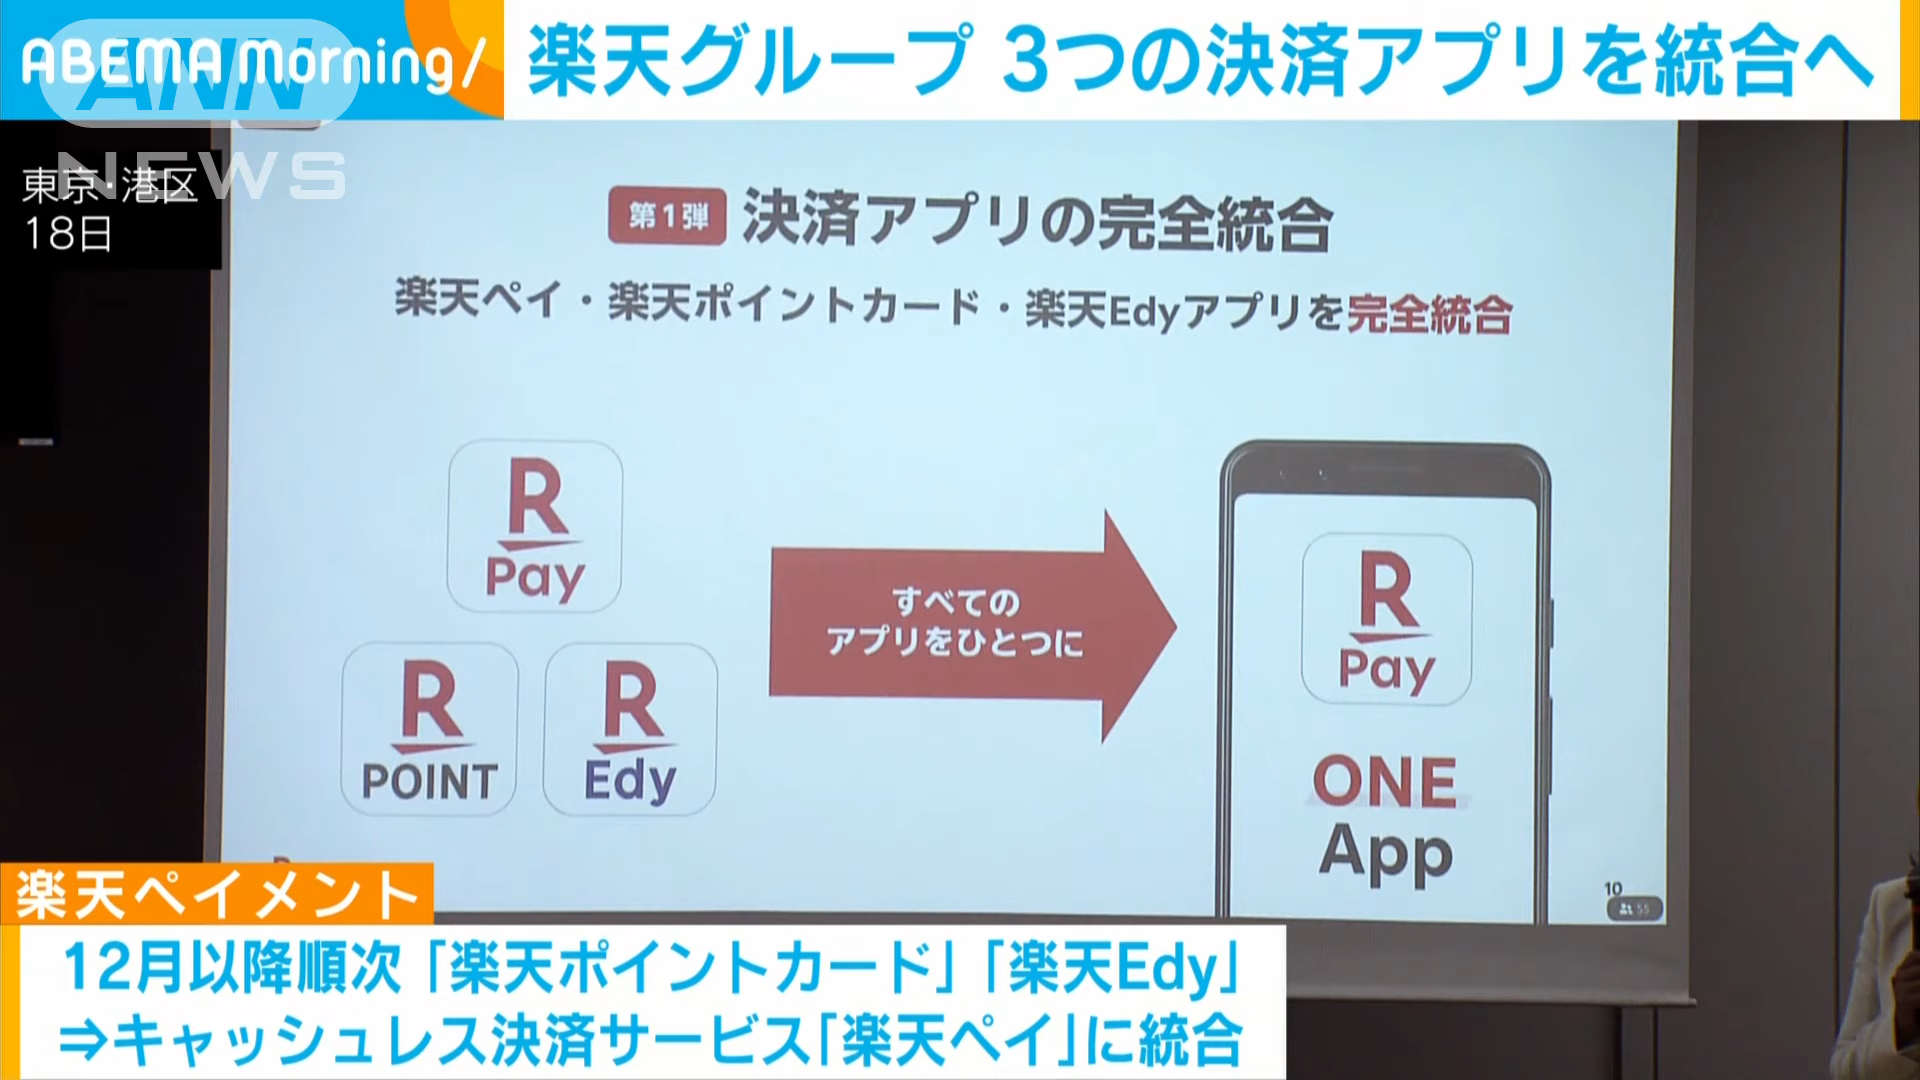 ABEMA Morning/
ANN
NEWS
楽天グループ 3つの決済アプリを統合へ
東京・港区
18日
第1弾 決済アプリの完全統合
楽天ペイ・楽天ポイントカード・楽天Edyアプリを完全統合
R
Pay
R
POINT
R
Edy
すべての
アプリをひとつに
R
Pay
ONE
App
10
55
楽天ペイメント
12月以降順次「楽天ポイントカード」「楽天Edy」
⇒キャッシュレス決済サービス「楽天ペイ」に統合